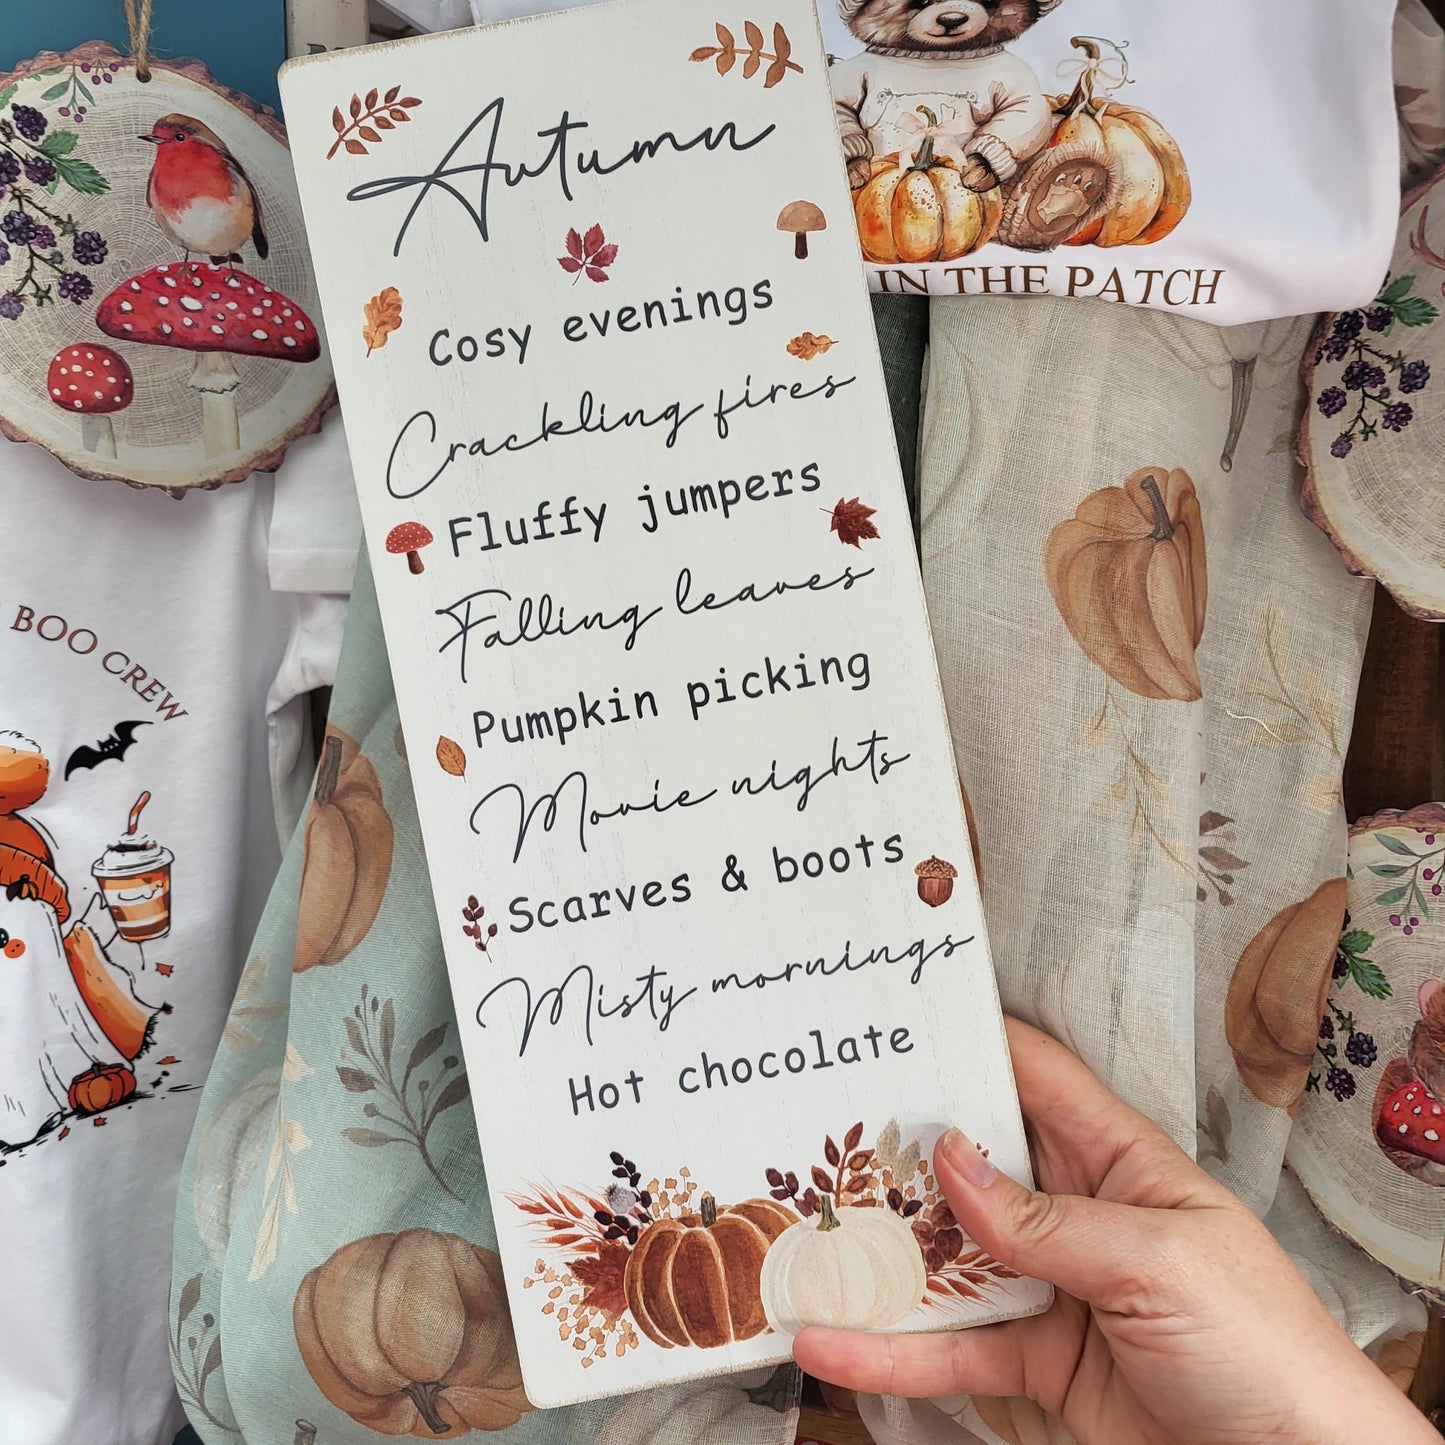 Autumn
Cosy evenings
Crackling fires
Fluffy jumpers
Falling leaves
Pumpkin picking
Movie nights
Scarves & boots
Misty mornings
Hot chocolate
IN THE PATCH
BOO CREW